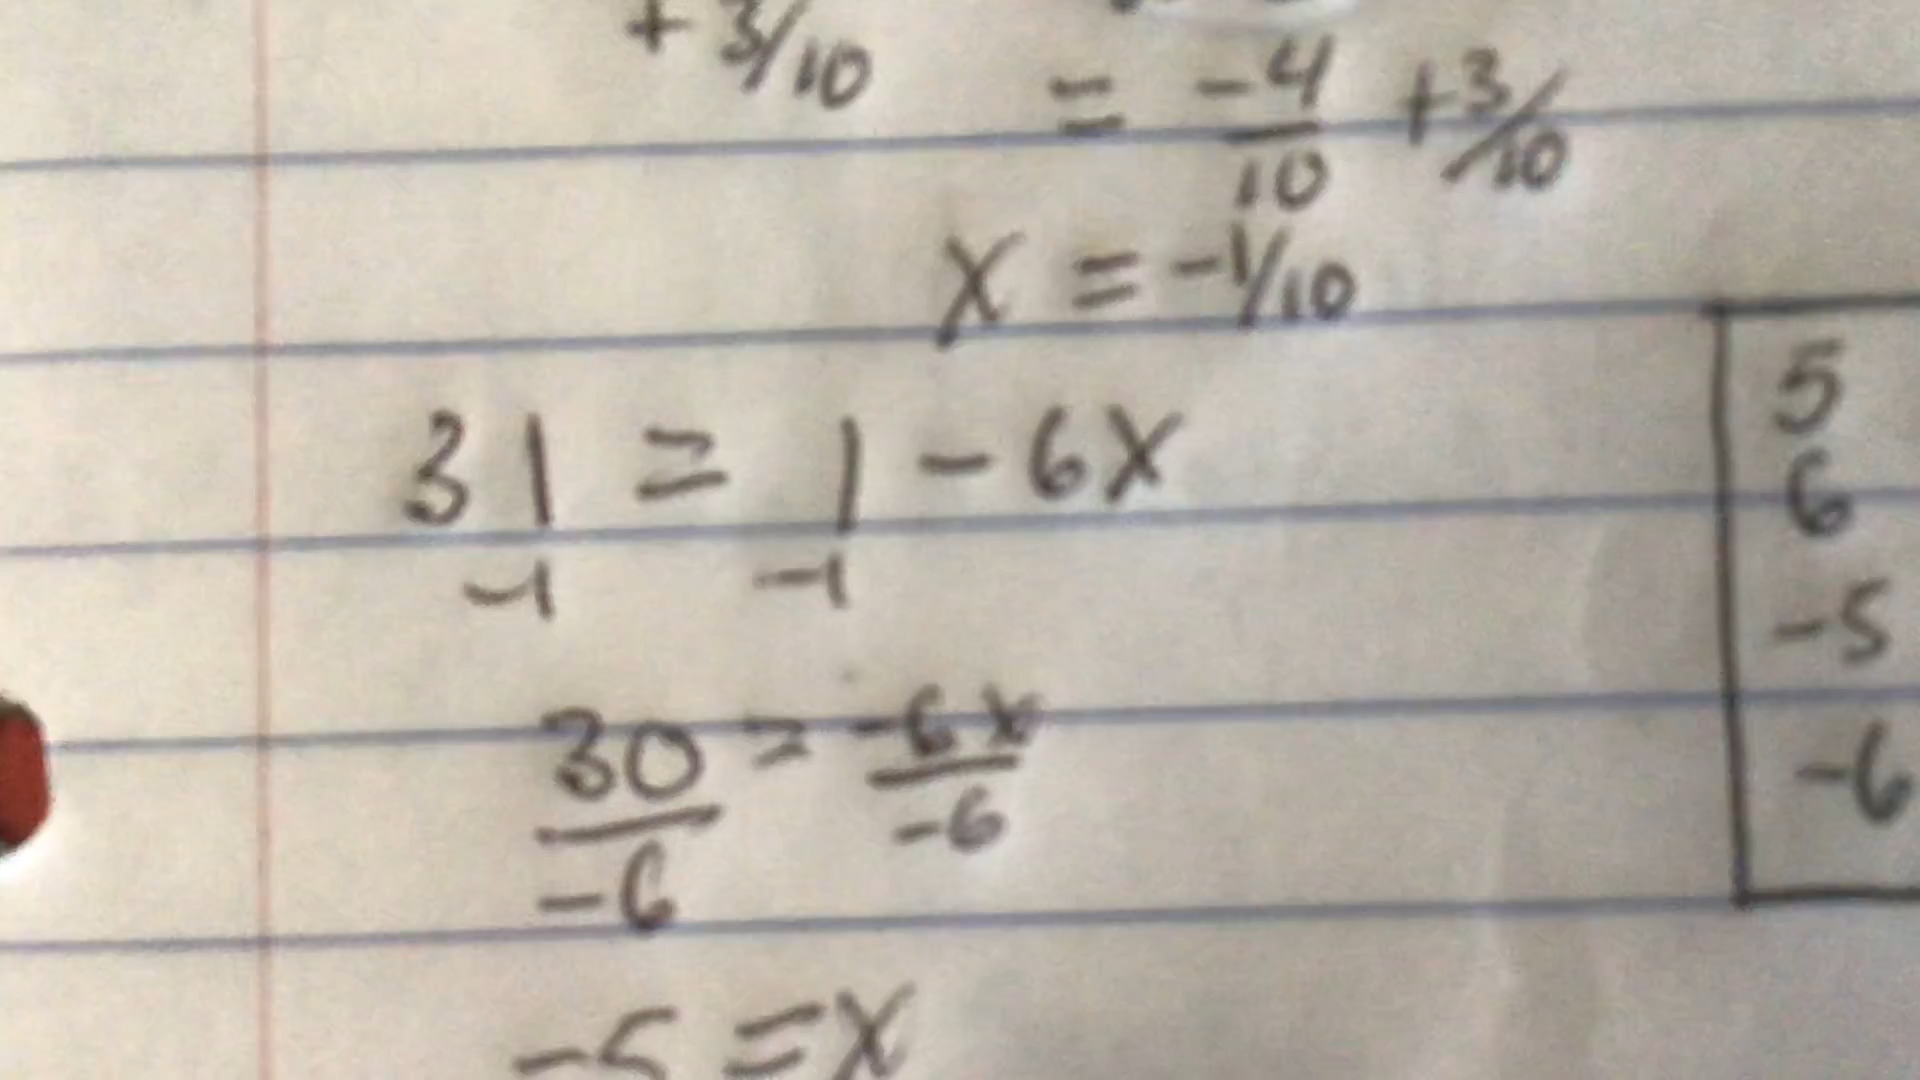 + 3/10
= -4/10 + 3/10
x = -1/10
31 = 1 - 6x
-1 -1
30/-6 = -6x/-6
-5 = x
5
6
-5
-6